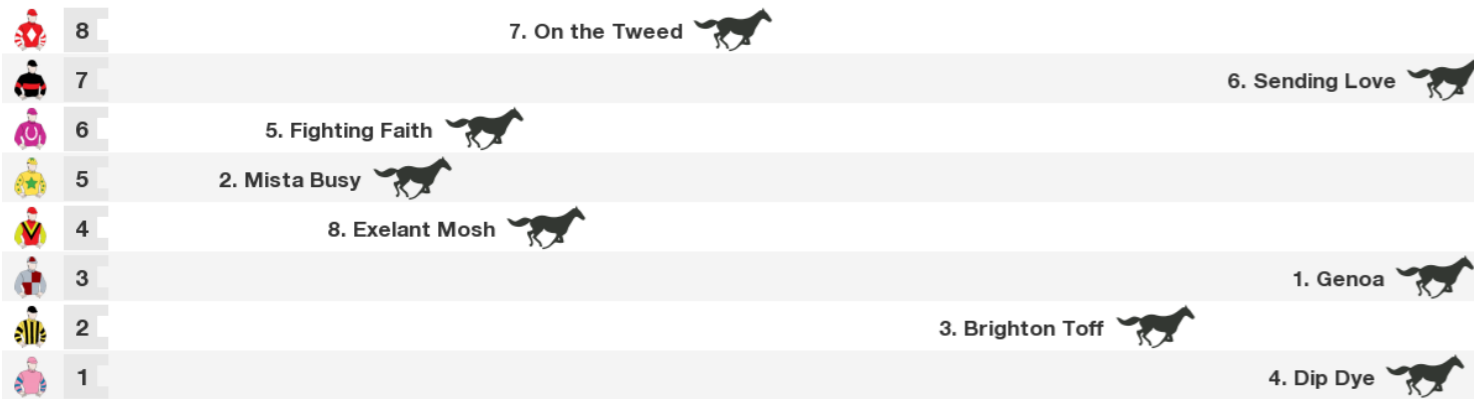 8 7. On the Tweed
7 6. Sending Love
6 5. Fighting Faith
5 2. Mista Busy
4 8. Exelant Mosh
3 1. Genoa
2 3. Brighton Toff
1 4. Dip Dye